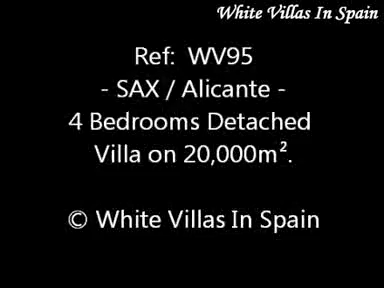 White Villas In Spain
Ref: WV95
- SAX / Alicante -
4 Bedrooms Detached
Villa on 20,000m².
© White Villas In Spain